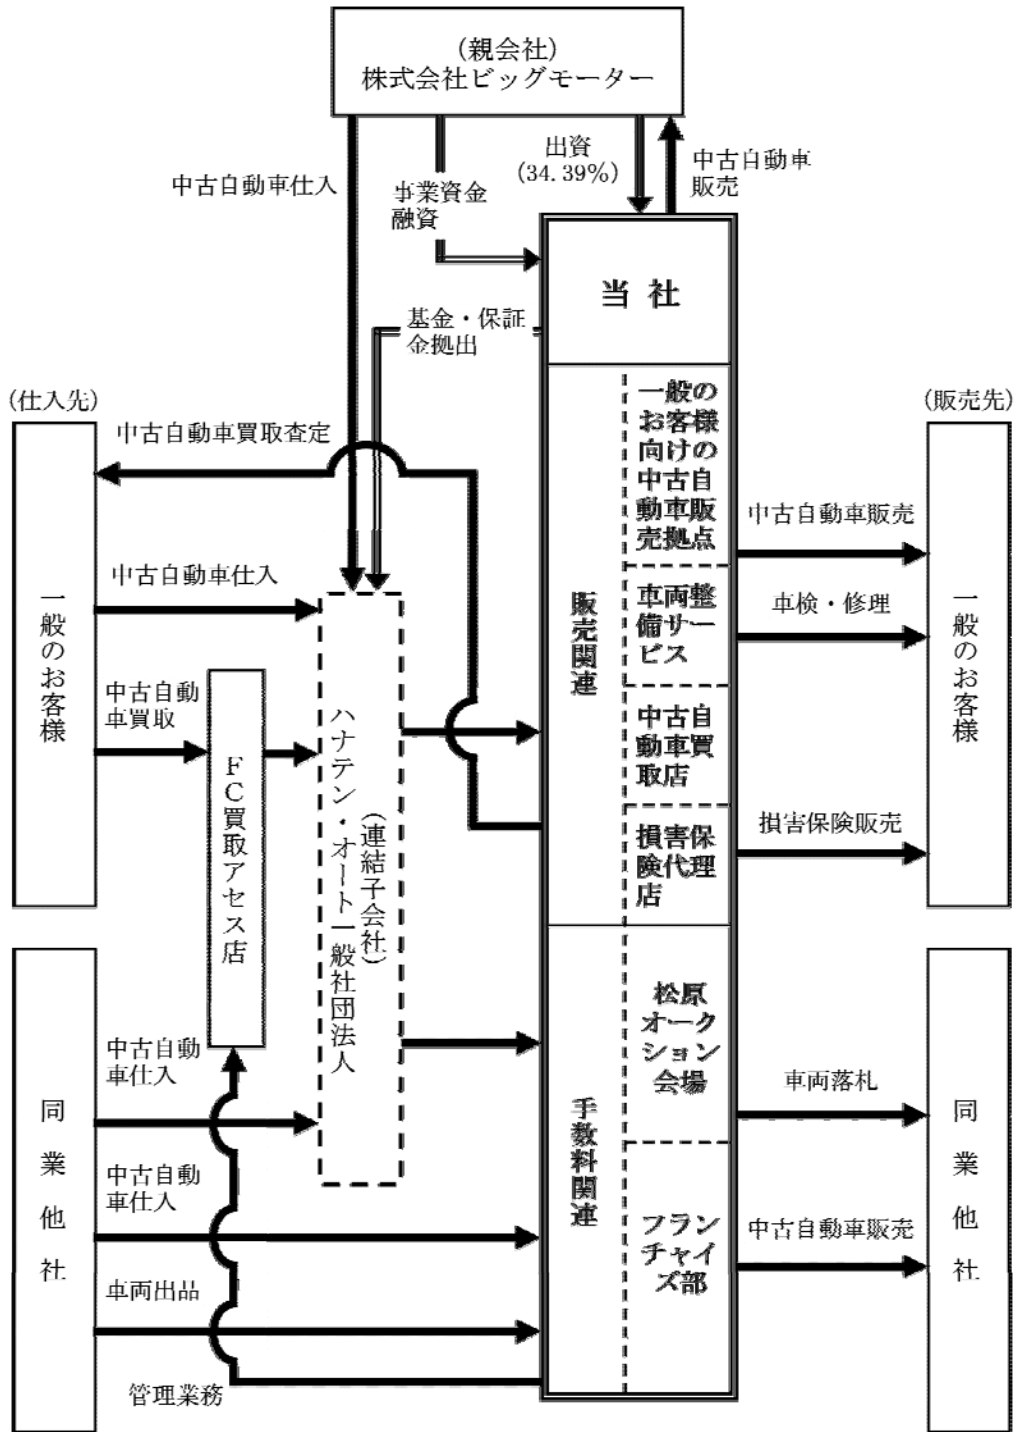 (親会社)
株式会社ビッグモーター
中古自動車仕入
事業資金
融資
出資
(34.39%)
中古自動車
販売
当社
基金・保証
金拠出
(仕入先)
(販売先)
中古自動車買取査定
中古自動車仕入
中古自動
車買取
一般のお客様
FC買取アセス店
ハナテン・オート一般社団法人
(連結子会社)
販売関連
一般の
お客様
向けの
中古自
動車販
売拠点
車両整
備サー
ビス
中古自
動車買
取店
損害保
険代理
店
中古自動車販売
車検・修理
損害保険販売
一般のお客様
同業他社
中古自動
車仕入
中古自動
車仕入
車両出品
管理業務
手数料関連
松原
オーク
ション
会場
フラン
チャイ
ズ部
車両落札
中古自動車販売
同業他社